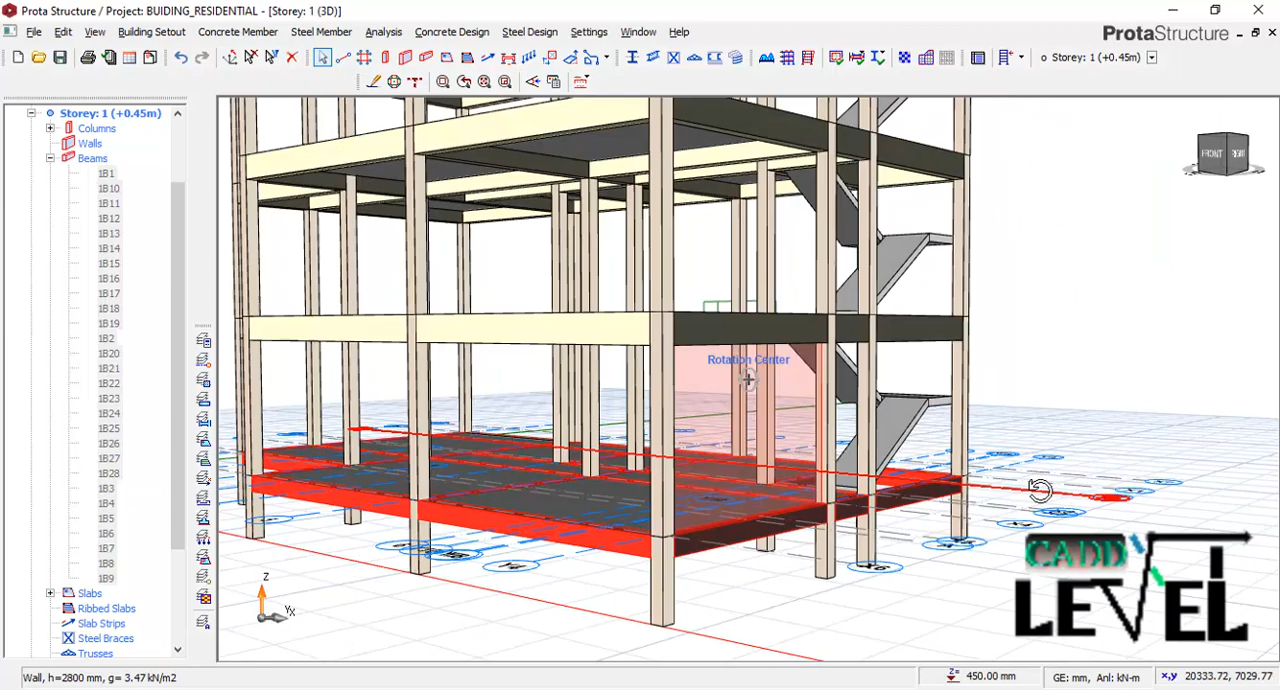 Prota Structure / Project: BUIDING_RESIDENTIAL - [Storey: 1 (3D)]
File Edit View Building Setout Concrete Member Steel Member Analysis Concrete Design Steel Design Settings Window Help
ProtaStructure
Storey: 1 (+0.45m)
Storey: 1 (+0.45m)
Columns
Walls
Beams
1B1
1B10
1B11
1B12
1B13
1B14
1B15
1B16
1B17
1B18
1B19
1B2
1B20
1B21
1B22
1B23
1B24
1B25
1B26
1B27
1B28
1B3
1B4
1B5
1B6
1B7
1B8
1B9
Slabs
Ribbed Slabs
Slab Strips
Steel Braces
Trusses
FRONT
Rotation Center
Z
YX
CADD
LEVEL
Wall, h=2800 mm, g= 3.47 kN/m2
Z= 450.00 mm
GE: mm, Anl: kN-m
x,y 20333.72, 7029.77